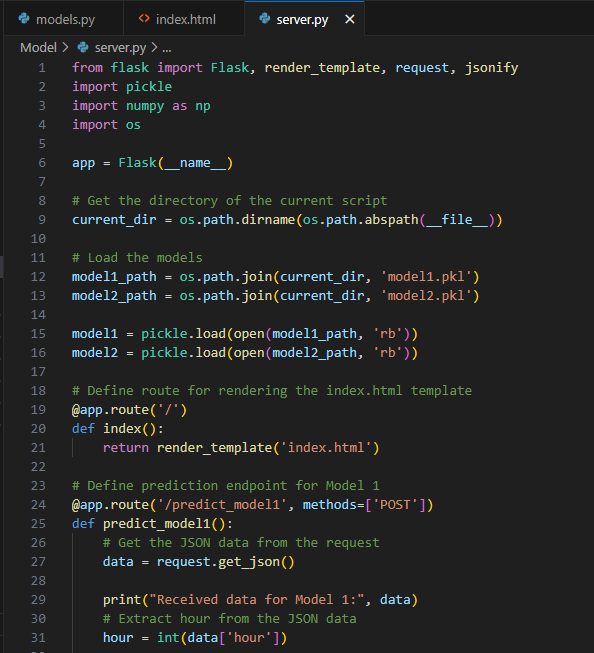 models.py
index.html
server.py
Model > server.py > ...
1 from flask import Flask, render_template, request, jsonify
2 import pickle
3 import numpy as np
4 import os
5
6 app = Flask(__name__)
7
8 # Get the directory of the current script
9 current_dir = os.path.dirname(os.path.abspath(__file__))
10
11 # Load the models
12 model1_path = os.path.join(current_dir, 'model1.pkl')
13 model2_path = os.path.join(current_dir, 'model2.pkl')
14
15 model1 = pickle.load(open(model1_path, 'rb'))
16 model2 = pickle.load(open(model2_path, 'rb'))
17
18 # Define route for rendering the index.html template
19 @app.route('/')
20 def index():
21     return render_template('index.html')
22
23 # Define prediction endpoint for Model 1
24 @app.route('/predict_model1', methods=['POST'])
25 def predict_model1():
26     # Get the JSON data from the request
27     data = request.get_json()
28
29     print("Received data for Model 1:", data)
30     # Extract hour from the JSON data
31     hour = int(data['hour'])